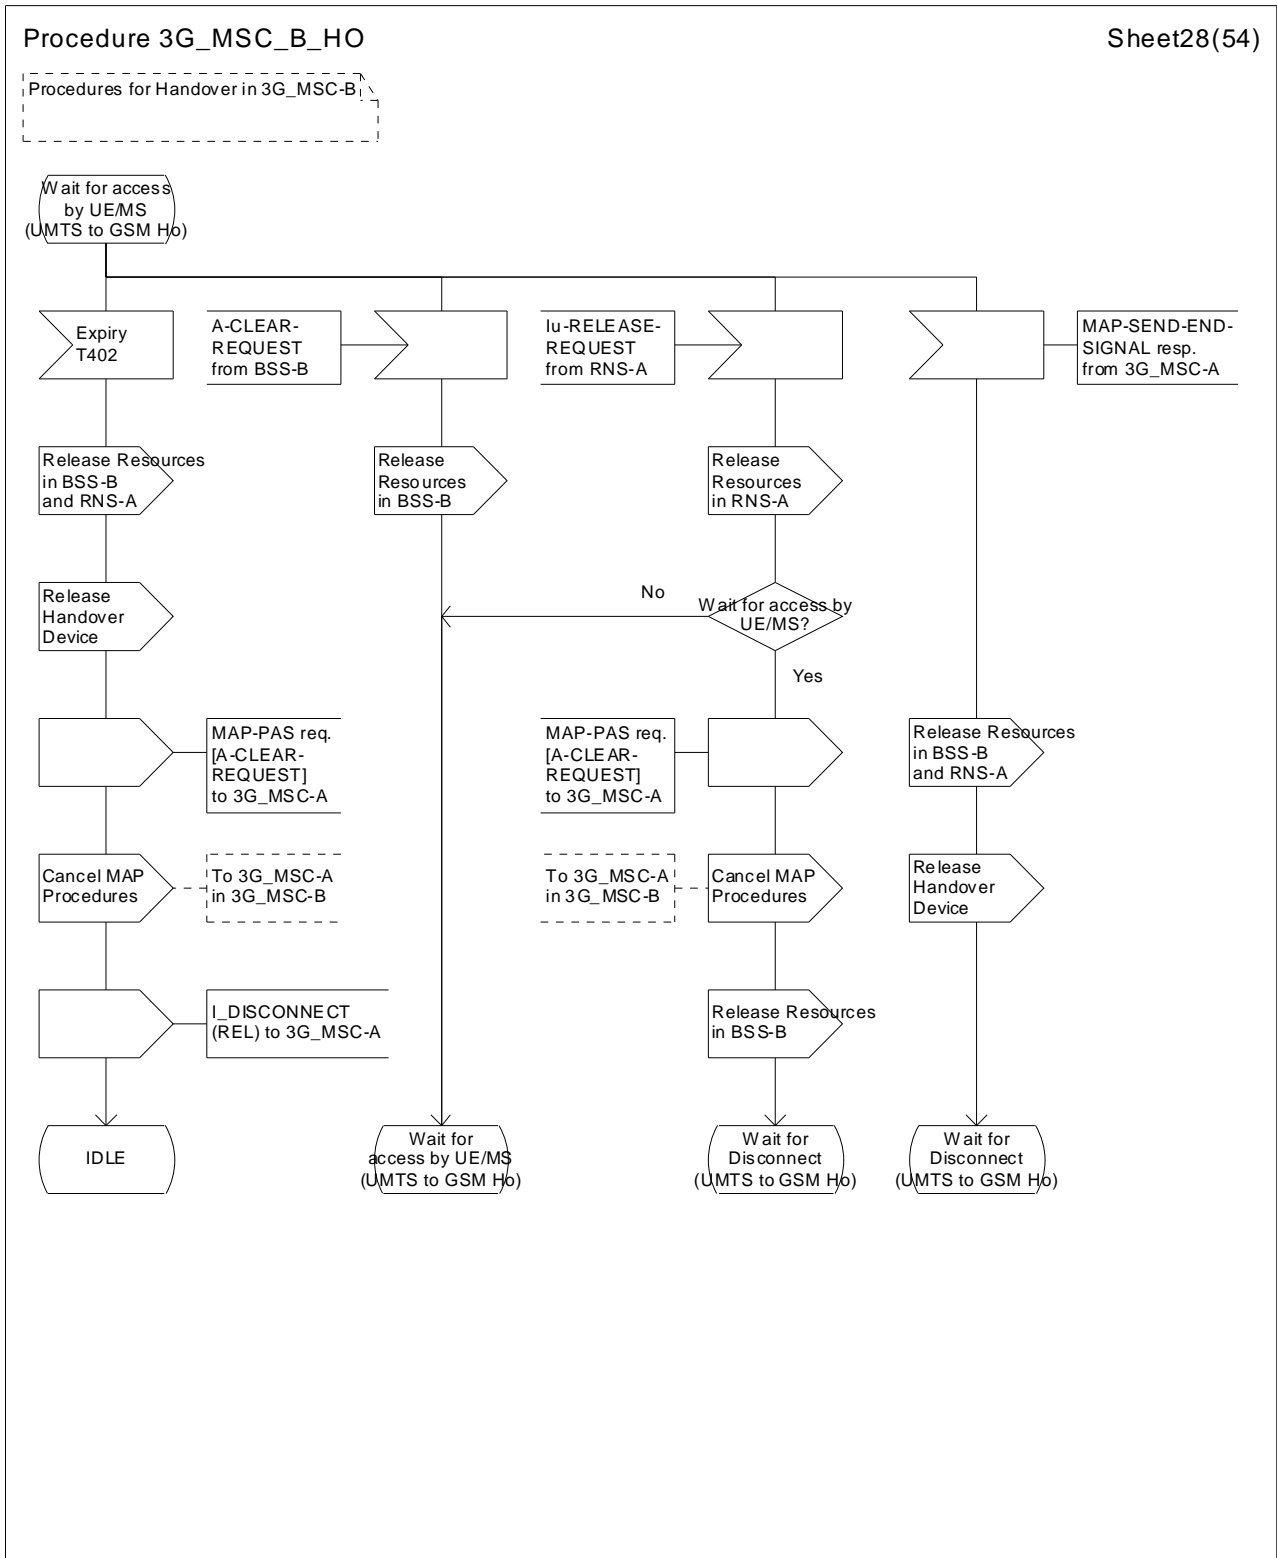 Procedure 3G_MSC_B_HO
Sheet28(54)
Procedures for Handover in 3G_MSC-B
Wait for access
by UE/MS
(UMTS to GSM Ho)
Expiry
T402
A-CLEAR-
REQUEST
from BSS-B
Iu-RELEASE-
REQUEST
from RNS-A
MAP-SEND-END-
SIGNAL resp.
from 3G_MSC-A
Release Resources
in BSS-B
and RNS-A
Release
Resources
in BSS-B
Release
Resources
in RNS-A
Release
Handover
Device
No
Wait for access by
UE/MS?
Yes
MAP-PAS req.
[A-CLEAR-
REQUEST]
to 3G_MSC-A
MAP-PAS req.
[A-CLEAR-
REQUEST]
to 3G_MSC-A
Release Resources
in BSS-B
and RNS-A
Cancel MAP
Procedures
To 3G_MSC-A
in 3G_MSC-B
To 3G_MSC-A
in 3G_MSC-B
Cancel MAP
Procedures
Release
Handover
Device
I_DISCONNECT
(REL) to 3G_MSC-A
Release Resources
in BSS-B
IDLE
Wait for
access by UE/MS
(UMTS to GSM Ho)
Wait for
Disconnect
(UMTS to GSM Ho)
Wait for
Disconnect
(UMTS to GSM Ho)